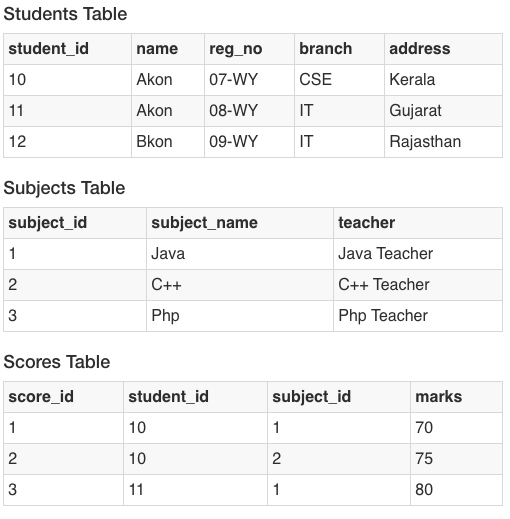 Students Table
student_id name reg_no branch address
10 Akon 07-WY CSE Kerala
11 Akon 08-WY IT Gujarat
12 Bkon 09-WY IT Rajasthan
Subjects Table
subject_id subject_name teacher
1 Java Java Teacher
2 C++ C++ Teacher
3 Php Php Teacher
Scores Table
score_id student_id subject_id marks
1 10 1 70
2 10 2 75
3 11 1 80